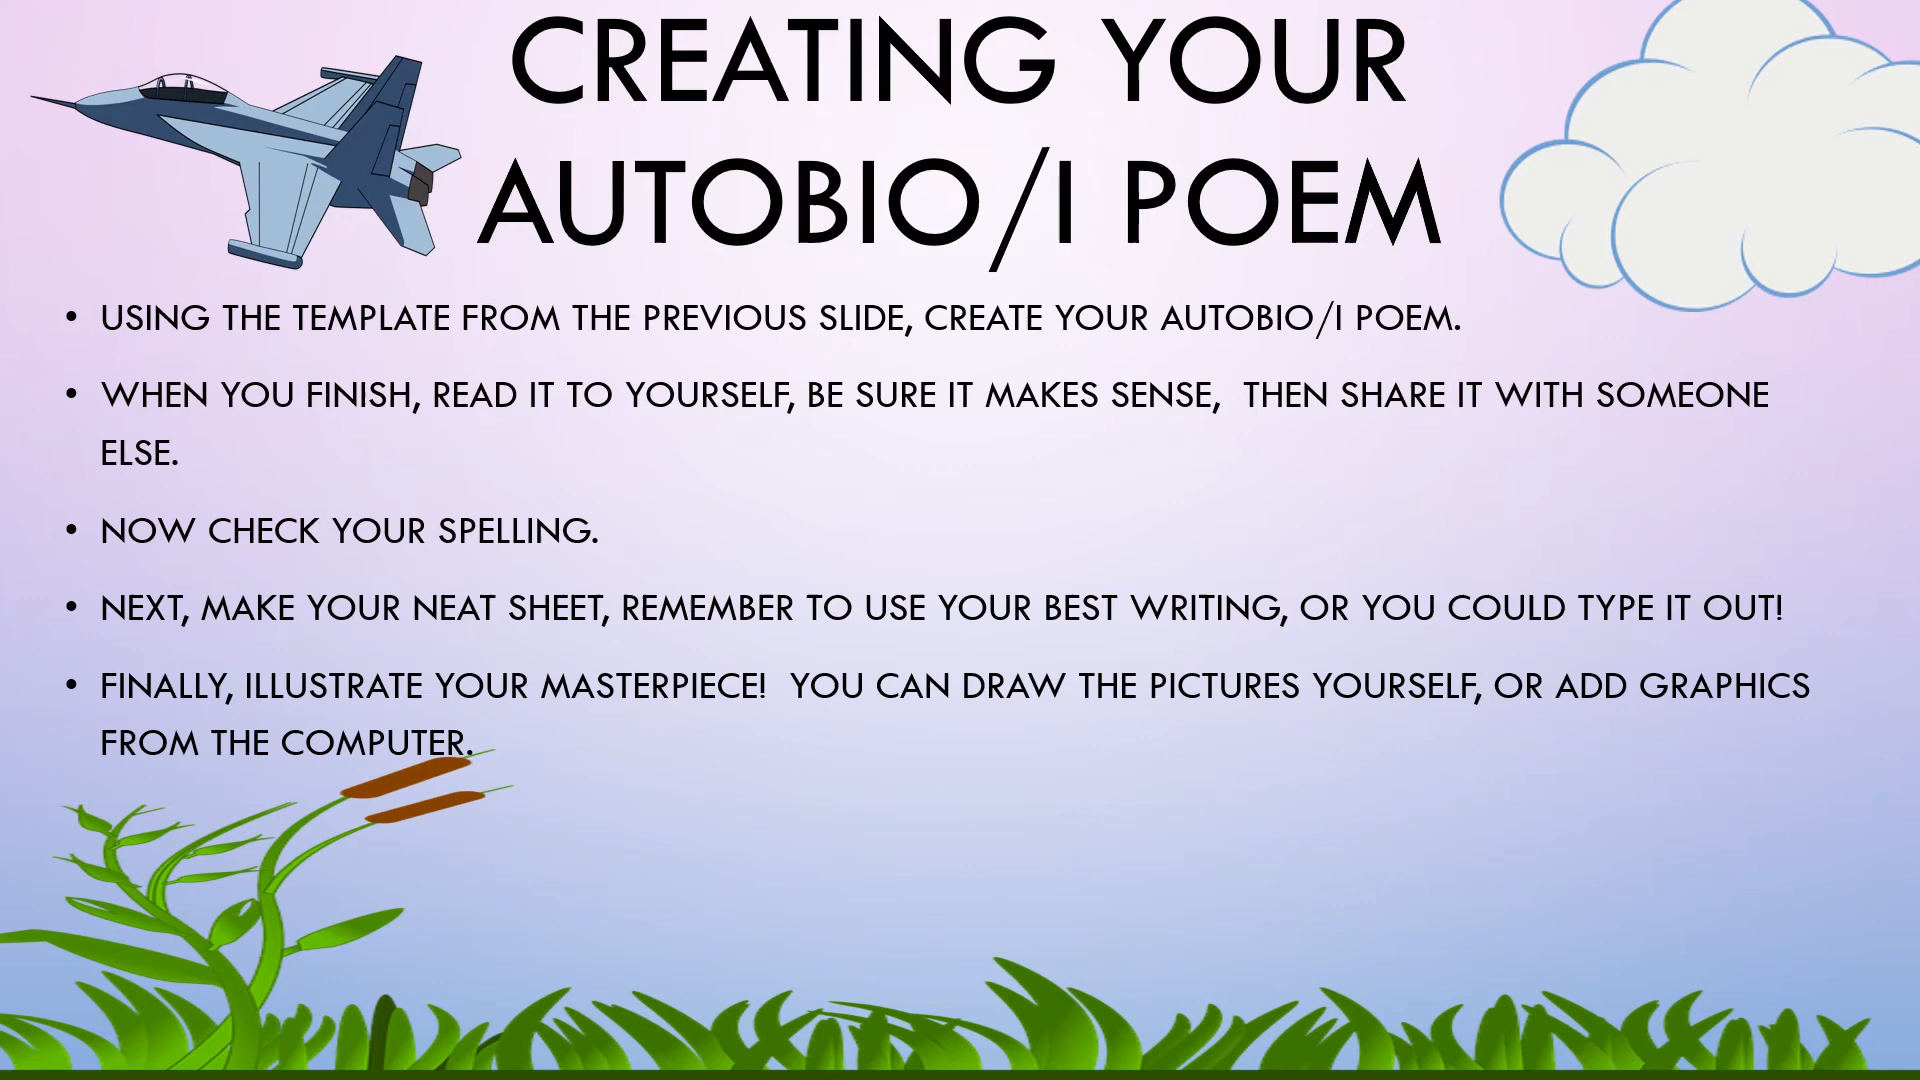 CREATING YOUR
AUTOBIO/I POEM
• USING THE TEMPLATE FROM THE PREVIOUS SLIDE, CREATE YOUR AUTOBIO/I POEM.
• WHEN YOU FINISH, READ IT TO YOURSELF, BE SURE IT MAKES SENSE,  THEN SHARE IT WITH SOMEONE
ELSE.
• NOW CHECK YOUR SPELLING.
• NEXT, MAKE YOUR NEAT SHEET, REMEMBER TO USE YOUR BEST WRITING, OR YOU COULD TYPE IT OUT!
• FINALLY, ILLUSTRATE YOUR MASTERPIECE!  YOU CAN DRAW THE PICTURES YOURSELF, OR ADD GRAPHICS
FROM THE COMPUTER.